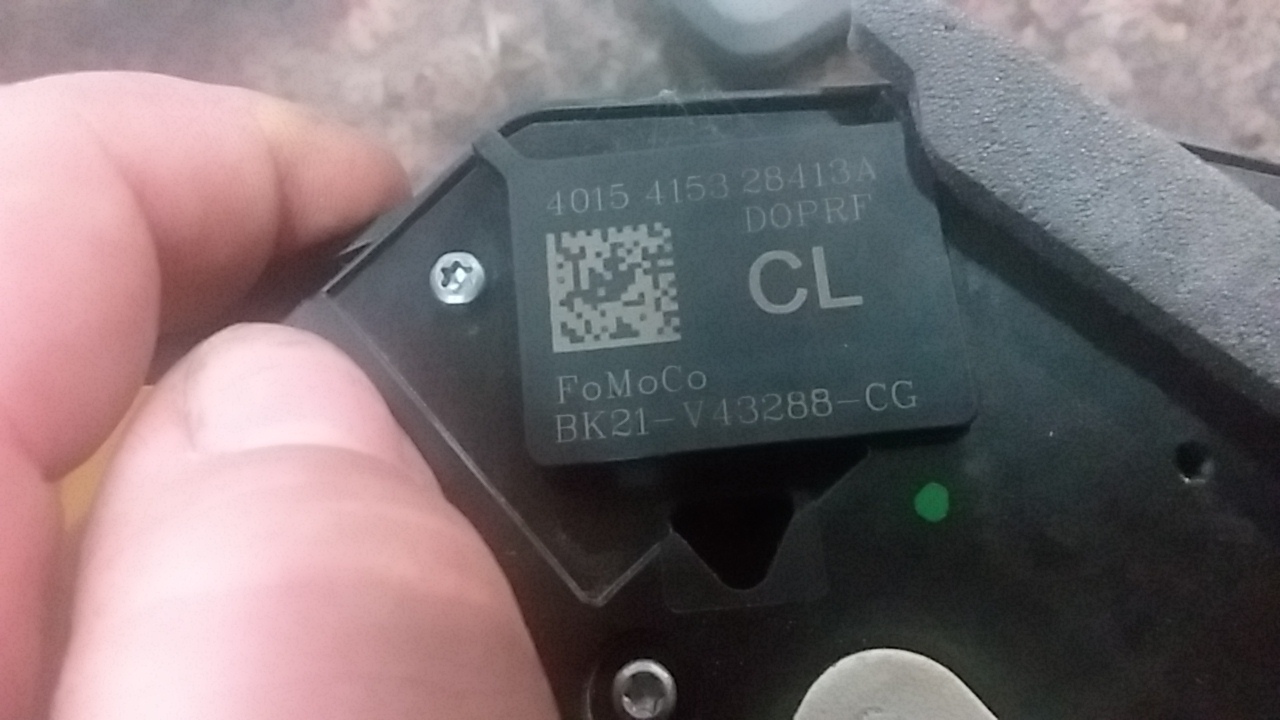 4015 4153 28413A
DOPRF
CL
FoMoCo
BK21-V43288-CG